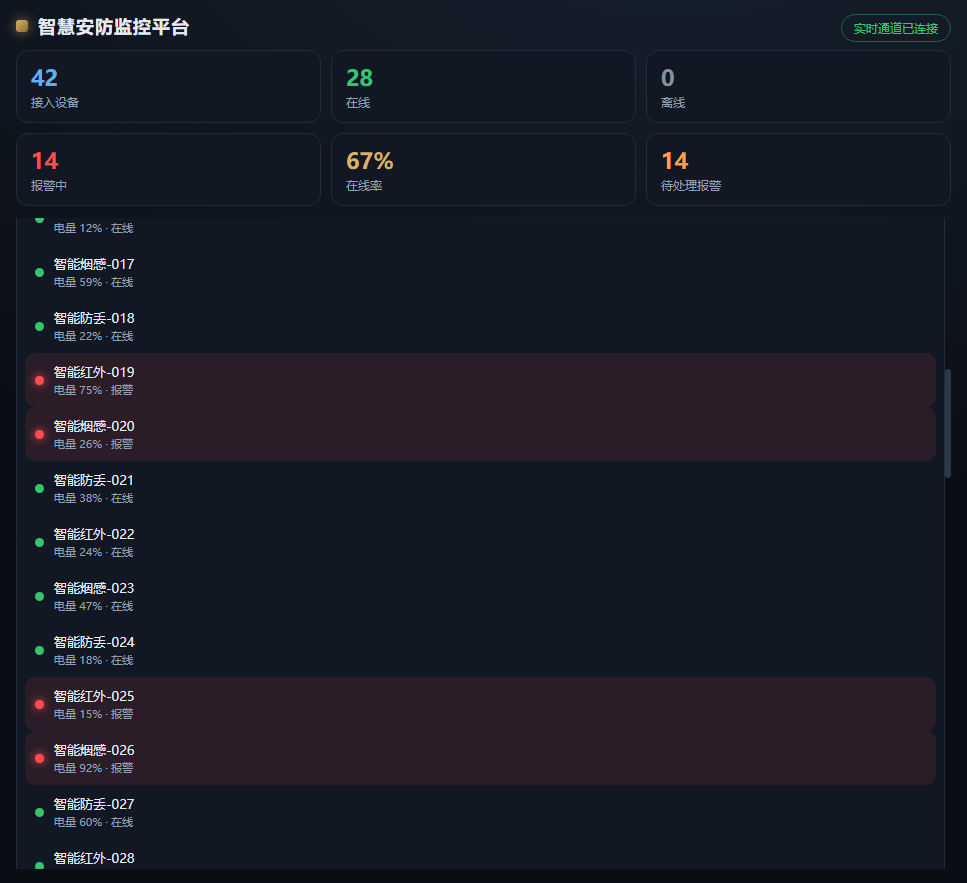 智慧安防监控平台
实时通道已连接
42
接入设备
28
在线
0
离线
14
报警中
67%
在线率
14
待处理报警
电量 12% · 在线
智能烟感-017
电量 59% · 在线
智能防丢-018
电量 22% · 在线
智能红外-019
电量 75% · 报警
智能烟感-020
电量 26% · 报警
智能防丢-021
电量 38% · 在线
智能红外-022
电量 24% · 在线
智能烟感-023
电量 47% · 在线
智能防丢-024
电量 18% · 在线
智能红外-025
电量 15% · 报警
智能烟感-026
电量 92% · 报警
智能防丢-027
电量 60% · 在线
智能红外-028